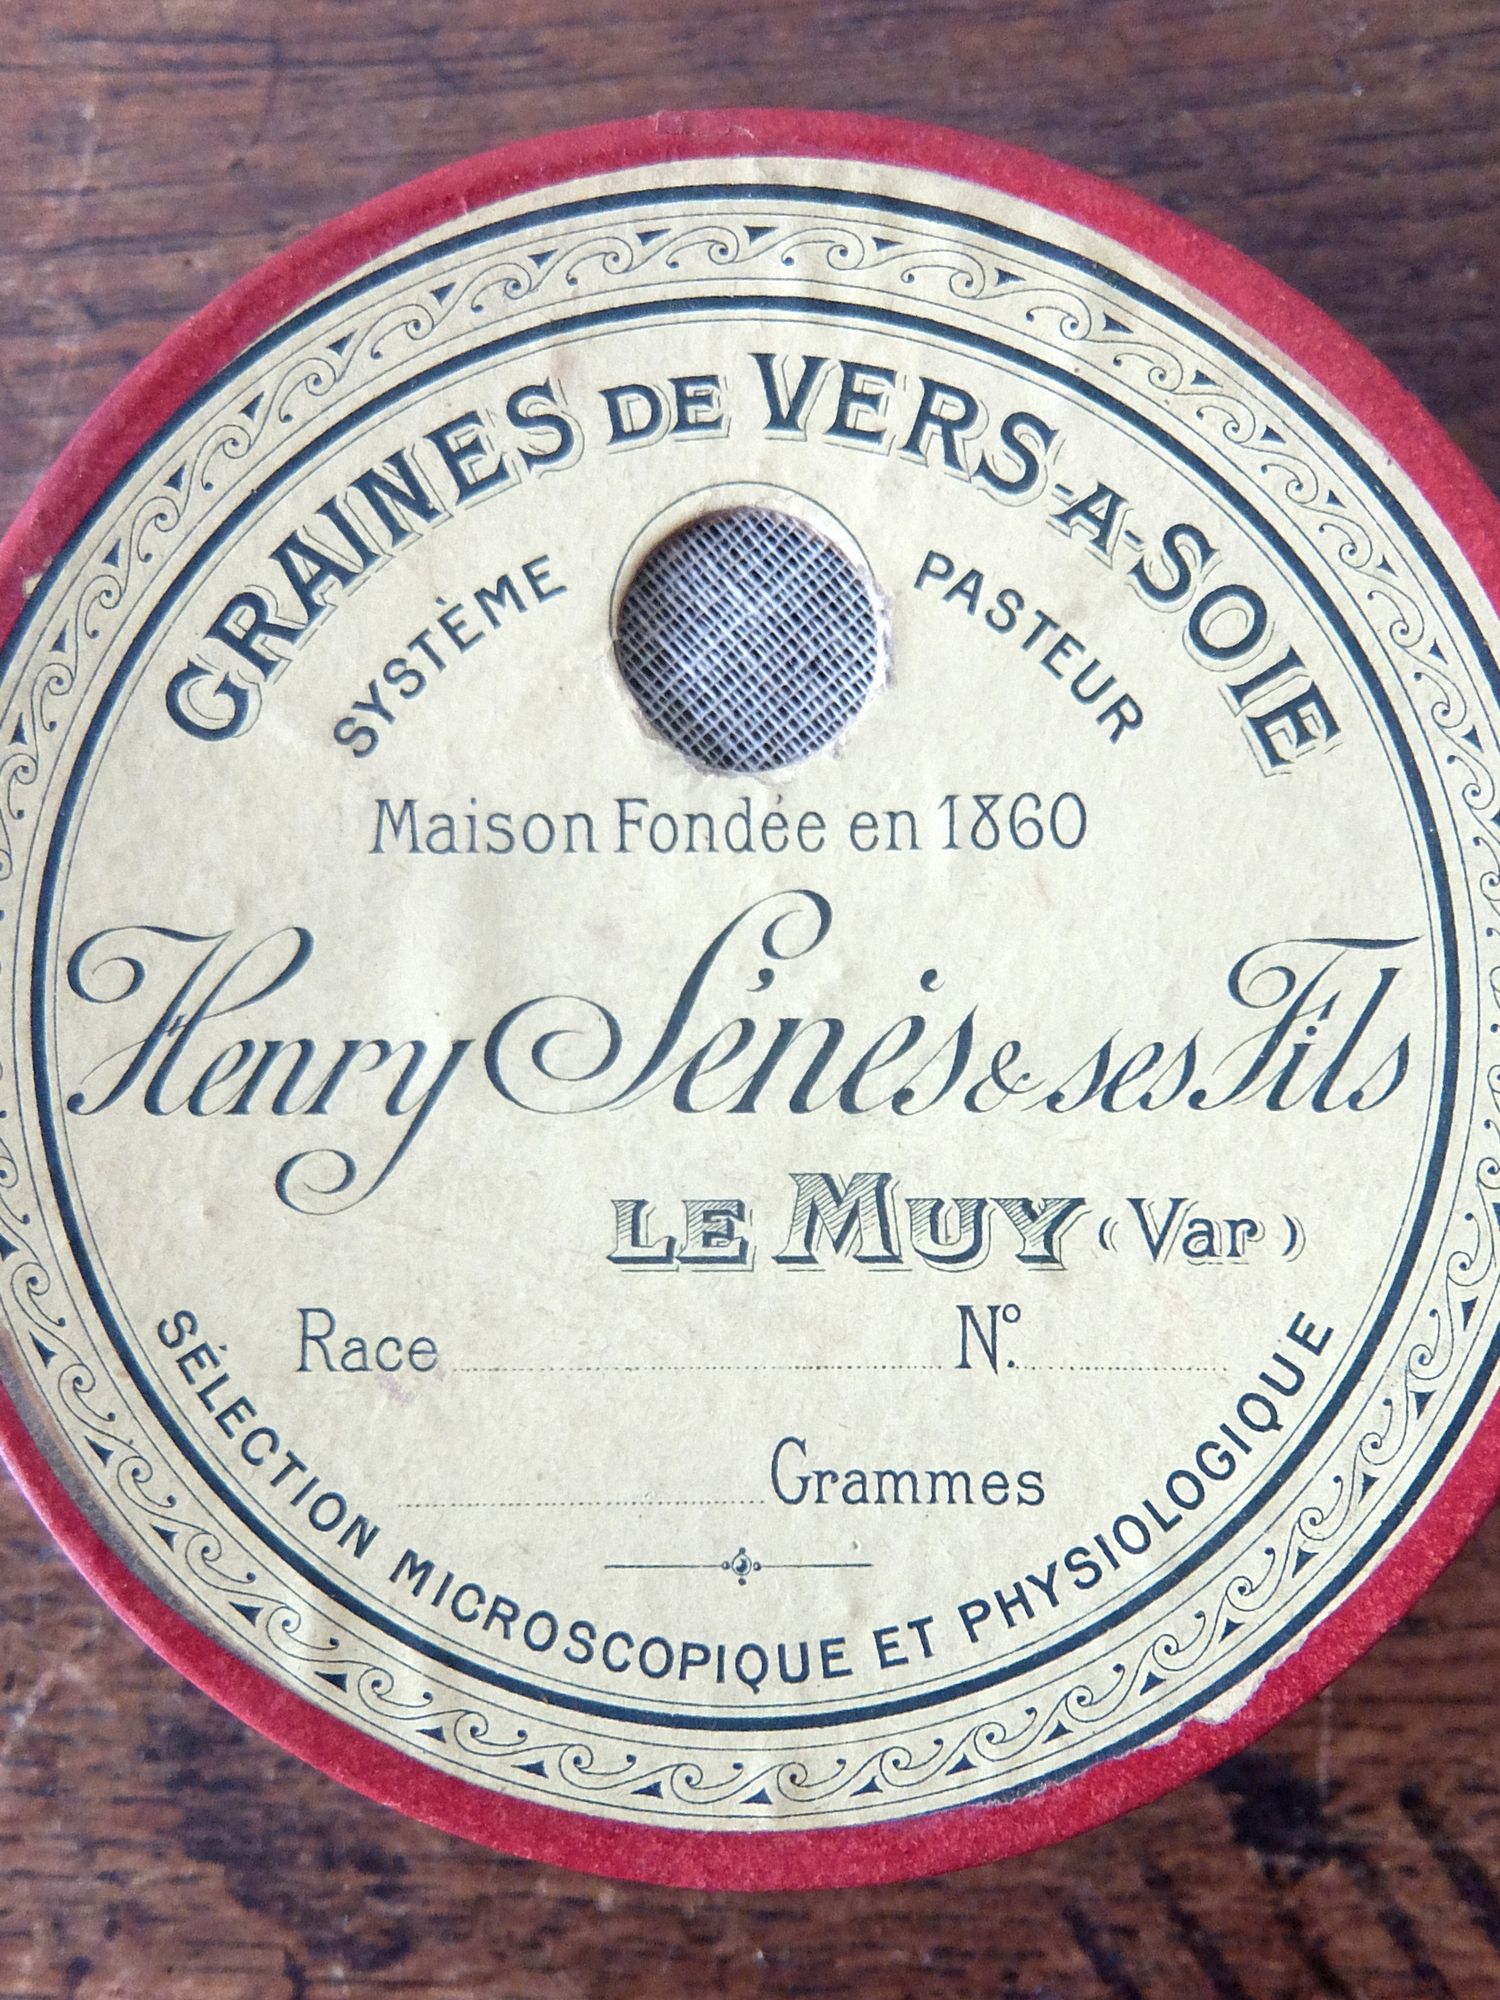 GRAINES DE VERS-A-SOIE
SYSTÈME PASTEUR
Maison Fondée en 1860
Henry Sénés & ses Fils
LE MUY (Var)
Race N°.
Grammes
SÉLECTION MICROSCOPIQUE ET PHYSIOLOGIQUE